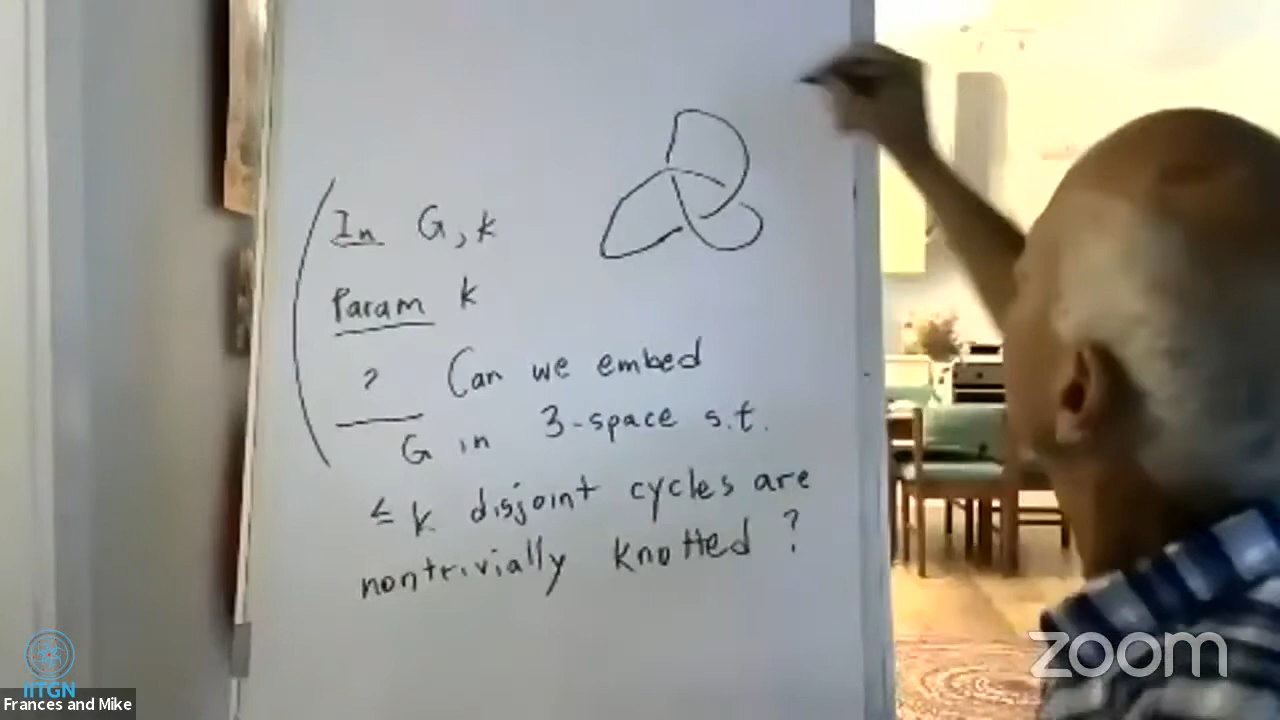 In G, k
Param k
? Can we embed
G in 3-space s.t.
≤ k disjoint cycles are
nontrivially knotted ?
zoom
IITGN
Frances and Mike